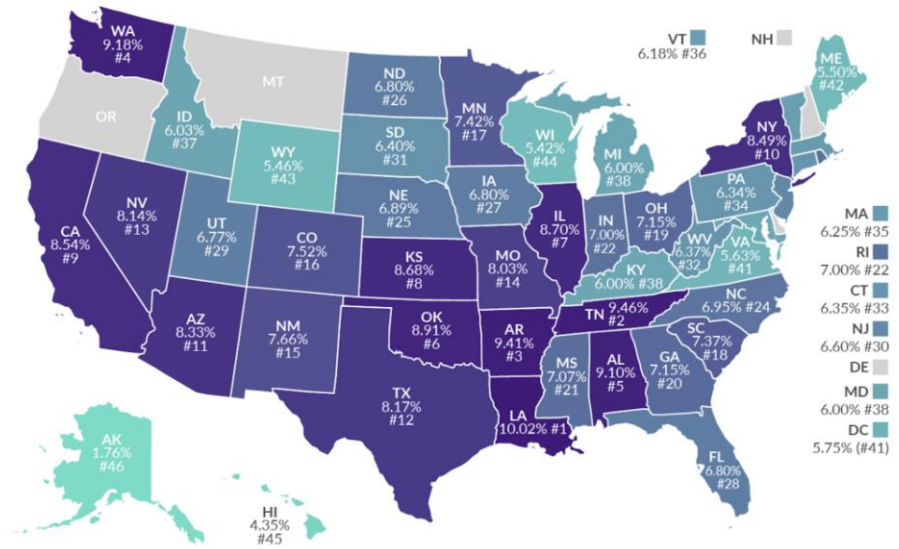 WA
9.18%
#4
MT
ND
6.80%
#26
MN
7.42%
#17
VT
6.18% #36
NH
ME
5.50%
#42
OR
ID
6.03%
#37
WY
5.46%
#43
SD
6.40%
#31
WI
5.42%
#44
MI
6.00%
#38
NY
8.49%
#10
NV
8.14%
#13
UT
6.77%
#29
CO
7.52%
#16
NE
6.89%
#25
IA
6.80%
#27
IL
8.70%
#7
IN
7.00%
#22
OH
7.15%
#19
PA
6.34%
#34
CA
8.54%
#9
KS
8.68%
#8
MO
8.03%
#14
KY
6.00% #38
WV
6.37%
#32
VA
5.63%
#41
MA
6.25% #35
RI
7.00% #22
CT
6.35% #33
NJ
6.60% #30
DE
MD
6.00% #38
DC
5.75% (#41)
AZ
8.33%
#11
NM
7.66%
#15
OK
8.91%
#6
AR
9.41%
#3
TN 9.46%
#2
NC
6.95% #24
SC
7.37%
#18
TX
8.17%
#12
LA
10.02% #1
MS
7.07%
#21
AL
9.10%
#5
GA
7.15%
#20
FL
6.80%
#28
AK
1.76%
#46
HI
4.35%
#45